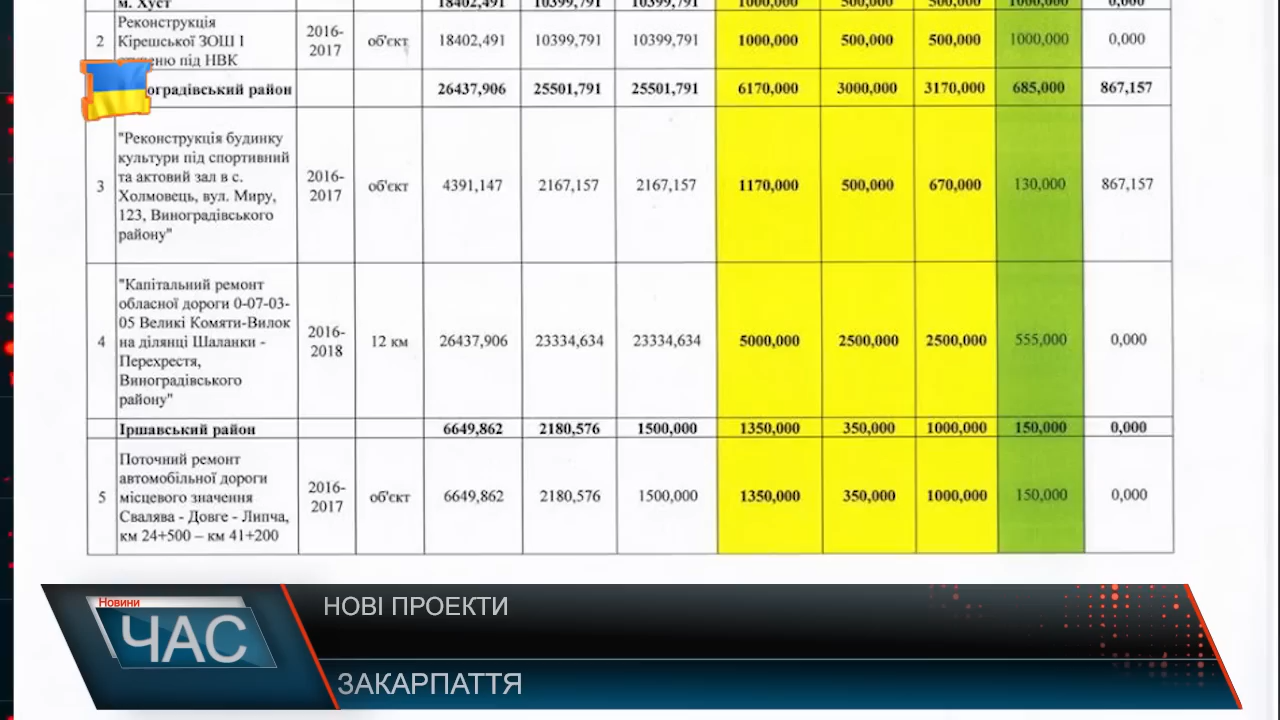 м. Хуст 18402,491 10399,791 10399,791 1000,000 500,000 500,000 1000,000 0,000
2 Реконструкція Кірешської ЗОШ І ступеню під НВК 2016-2017 об'єкт 18402,491 10399,791 10399,791 1000,000 500,000 500,000 1000,000 0,000
оградівський район 26437,906 25501,791 25501,791 6170,000 3000,000 3170,000 685,000 867,157
"Реконструкція будинку
культури під спортивний
та актовий зал в с.
3 Холмовець, вул. Миру, 2016-2017 об'єкт 4391,147 2167,157 2167,157 1170,000 500,000 670,000 130,000 867,157
123, Виноградівського
району"
"Капітальний ремонт
обласної дороги 0-07-03-
05 Великі Комяти-Вилок
4 на ділянці Шаланки - 2016-2018 12 км 26437,906 23334,634 23334,634 5000,000 2500,000 2500,000 555,000 0,000
Перехрестя,
Виноградівського
району"
Іршавський район 6649,862 2180,576 1500,000 1350,000 350,000 1000,000 150,000 0,000
Поточний ремонт
автомобільної дороги
5 місцевого значення 2016-2017 об'єкт 6649,862 2180,576 1500,000 1350,000 350,000 1000,000 150,000 0,000
Свалява - Довге - Липча,
км 24+500 – км 41+200
Новини
ЧАС
НОВІ ПРОЕКТИ
ЗАКАРПАТТЯ